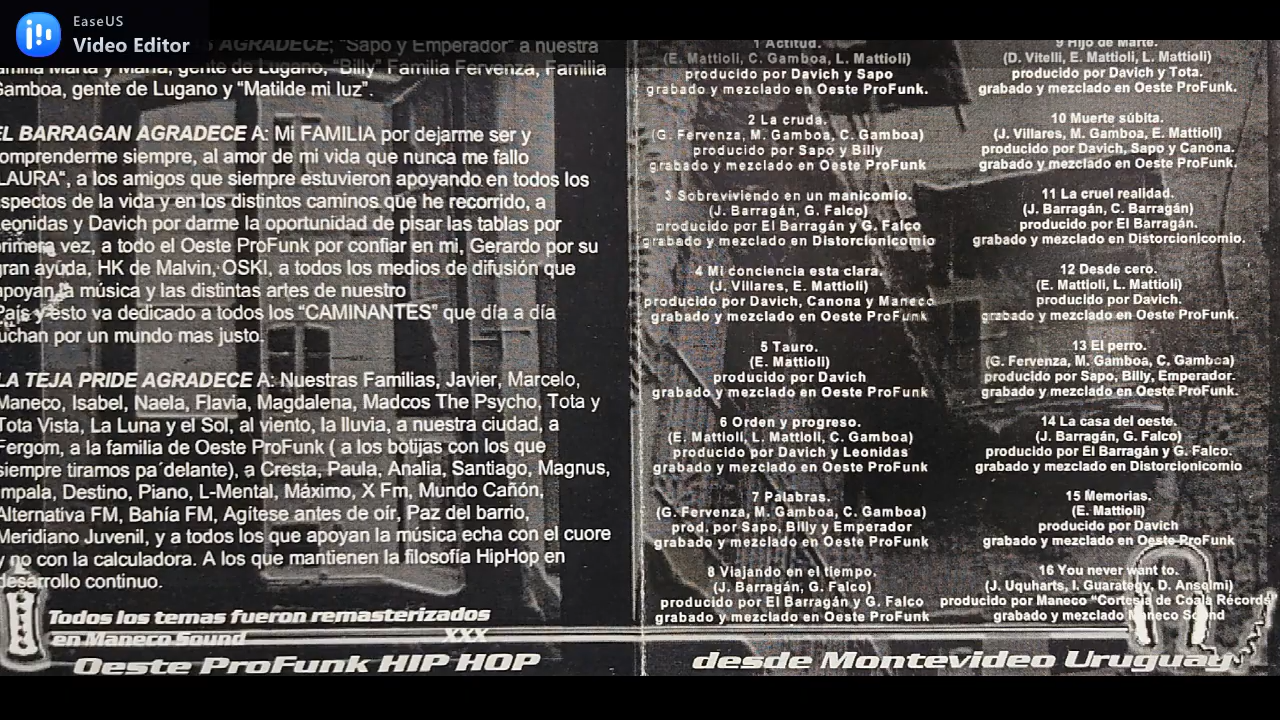 EaseUS
Video Editor
AGRADECE; “Sapo y Emperador” a nuestra
familia Marta y María, gente de Lugano, “Billy” Familia Fervenza, Familia
Gamboa, gente de Lugano y “Matilde mi luz”.
EL BARRAGAN AGRADECE A: Mi FAMILIA por dejarme ser y
comprenderme siempre, al amor de mi vida que nunca me fallo
“LAURA“, a los amigos que siempre estuvieron apoyando en todos los
aspectos de la vida y en los distintos caminos que he recorrido, a
Leonidas y Davich por darme la oportunidad de pisar las tablas por
primera vez, a todo el Oeste ProFunk por confiar en mi, Gerardo por su
gran ayuda, HK de Malvin, OSKI, a todos los medios de difusión que
apoyan la música y las distintas artes de nuestro
País y esto va dedicado a todos los “CAMINANTES” que día a día
luchan por un mundo mas justo.
LA TEJA PRIDE AGRADECE A: Nuestras Familias, Javier, Marcelo,
Maneco, Isabel, Naela, Flavia, Magdalena, Madcos The Psycho, Tota y
Tota Vista, La Luna y el Sol, al viento, la lluvia, a nuestra ciudad, a
Fergom, a la familia de Oeste ProFunk ( a los botijas con los que
siempre tiramos pa´delante), a Cresta, Paula, Analia, Santiago, Magnus,
Impala, Destino, Piano, L-Mental, Máximo, X Fm, Mundo Cañón,
Alternativa FM, Bahía FM, Agítese antes de oír, Paz del barrio,
Meridiano Juvenil, y a todos los que apoyan la música echa con el cuore
y no con la calculadora. A los que mantienen la filosofía HipHop en
desarrollo continuo.
Todos los temas fueron remasterizados
en Maneco Sound
XXX
Oeste ProFunk HIP HOP
1 Actitud.
(E. Mattioli, C. Gamboa, L. Mattioli)
producido por Davich y Sapo
grabado y mezclado en Oeste ProFunk.
2 La cruda.
(G. Fervenza, M. Gamboa, C. Gamboa)
producido por Sapo y Billy
grabado y mezclado en Oeste ProFunk
3 Sobreviviendo en un manicomio.
(J. Barragán, G. Falco)
producido por El Barragán y G. Falco
grabado y mezclado en Distorcionicomio
4 Mi conciencia esta clara.
(J. Villares, E. Mattioli)
producido por Davich, Canona y Maneco
grabado y mezclado en Oeste ProFunk
5 Tauro.
(E. Mattioli)
producido por Davich
grabado y mezclado en Oeste ProFunk
6 Orden y progreso.
(E. Mattioli, L. Mattioli, C. Gamboa)
producido por Davich y Leonidas
grabado y mezclado en Oeste ProFunk
7 Palabras.
(G. Fervenza, M. Gamboa, C. Gamboa)
prod. por Sapo, Billy y Emperador
grabado y mezclado en Oeste ProFunk
8 Viajando en el tiempo.
(J. Barragán, G. Falco)
producido por El Barragán y G. Falco
grabado y mezclado en Oeste ProFunk
9 Hijo de Marte.
(D. Vitelli, E. Mattioli, L. Mattioli)
producido por Davich y Tota.
grabado y mezclado en Oeste ProFunk.
10 Muerte súbita.
(J. Villares, M. Gamboa, E. Mattioli)
producido por Davich, Sapo y Canona.
grabado y mezclado en Oeste ProFunk.
11 La cruel realidad.
(J. Barragán, C. Barragán)
producido por El Barragán.
grabado y mezclado en Distorcionicomio.
12 Desde cero.
(E. Mattioli, L. Mattioli)
producido por Davich.
grabado y mezclado en Oeste ProFunk.
13 El perro.
(G. Fervenza, M. Gamboa, C. Gamboa)
producido por Sapo, Billy, Emperador.
grabado y mezclado en Oeste ProFunk.
14 La casa del oeste.
(J. Barragán, G. Falco)
producido por El Barragán y G. Falco.
grabado y mezclado en Distorcionicomio
15 Memorias.
(E. Mattioli)
producido por Davich
grabado y mezclado en Oeste ProFunk
16 You never want to.
(J. Uquharts, I. Guarategy, D. Anselmi)
producido por Maneco “Cortesía de Coala Récords”
grabado y mezclado Maneco Sound
desde Montevideo Uruguay